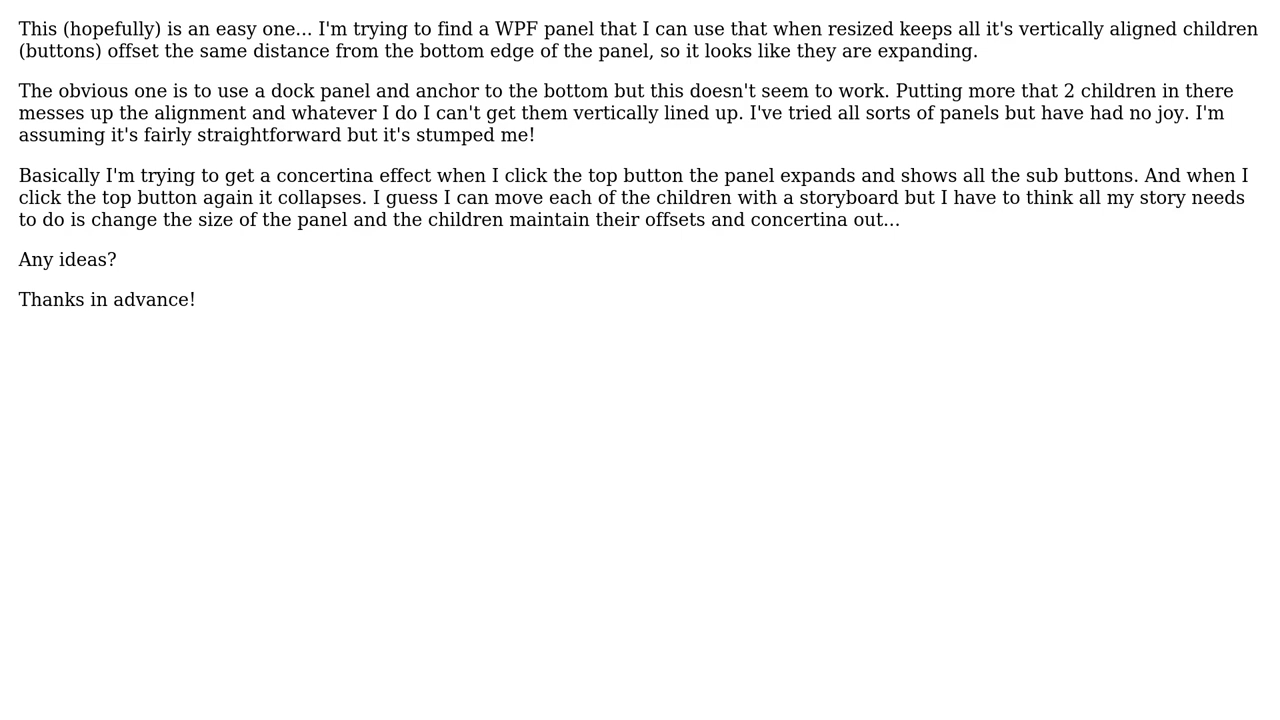 This (hopefully) is an easy one... I'm trying to find a WPF panel that I can use that when resized keeps all it's vertically aligned children
(buttons) offset the same distance from the bottom edge of the panel, so it looks like they are expanding.
The obvious one is to use a dock panel and anchor to the bottom but this doesn't seem to work. Putting more that 2 children in there
messes up the alignment and whatever I do I can't get them vertically lined up. I've tried all sorts of panels but have had no joy. I'm
assuming it's fairly straightforward but it's stumped me!
Basically I'm trying to get a concertina effect when I click the top button the panel expands and shows all the sub buttons. And when I
click the top button again it collapses. I guess I can move each of the children with a storyboard but I have to think all my story needs
to do is change the size of the panel and the children maintain their offsets and concertina out...
Any ideas?
Thanks in advance!